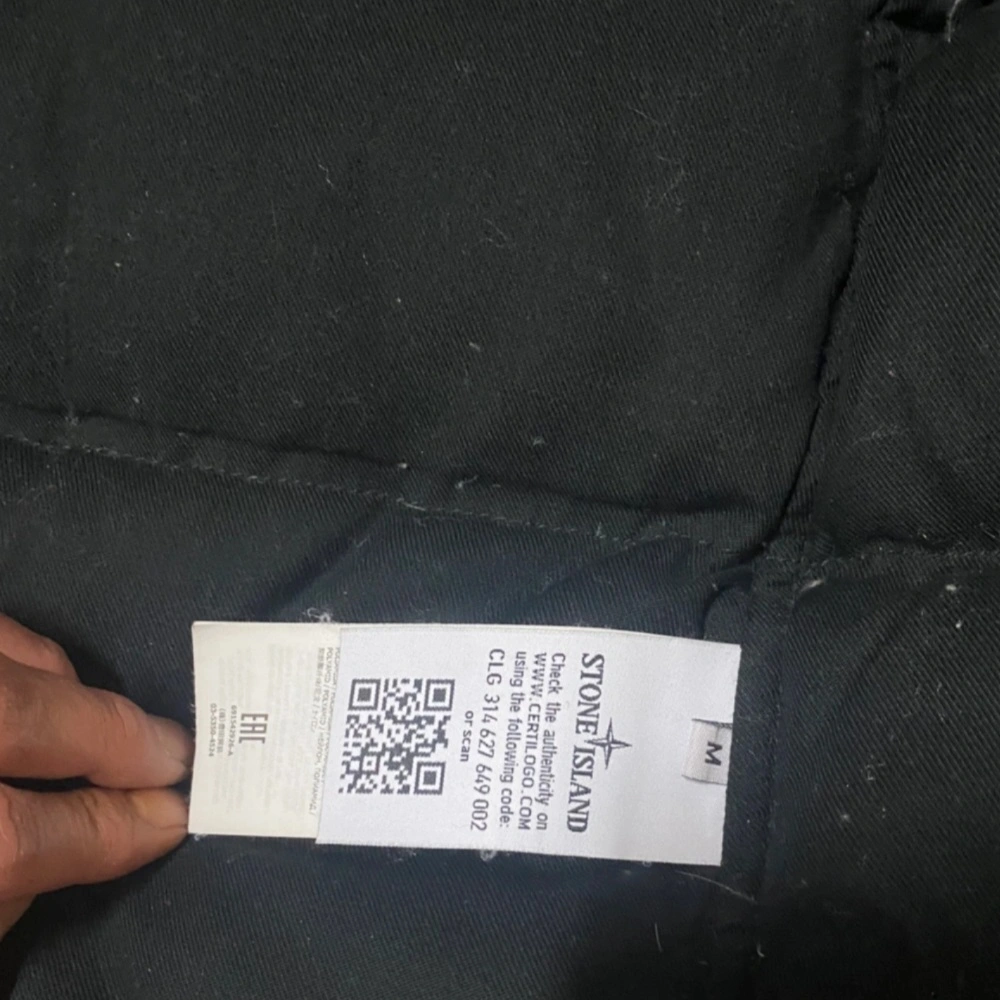 M
STONE ISLAND
Check the authenticity on
WWW.CERTILOGO.COM
using the following code:
CLG 314 627 649 002
or scan
EAC